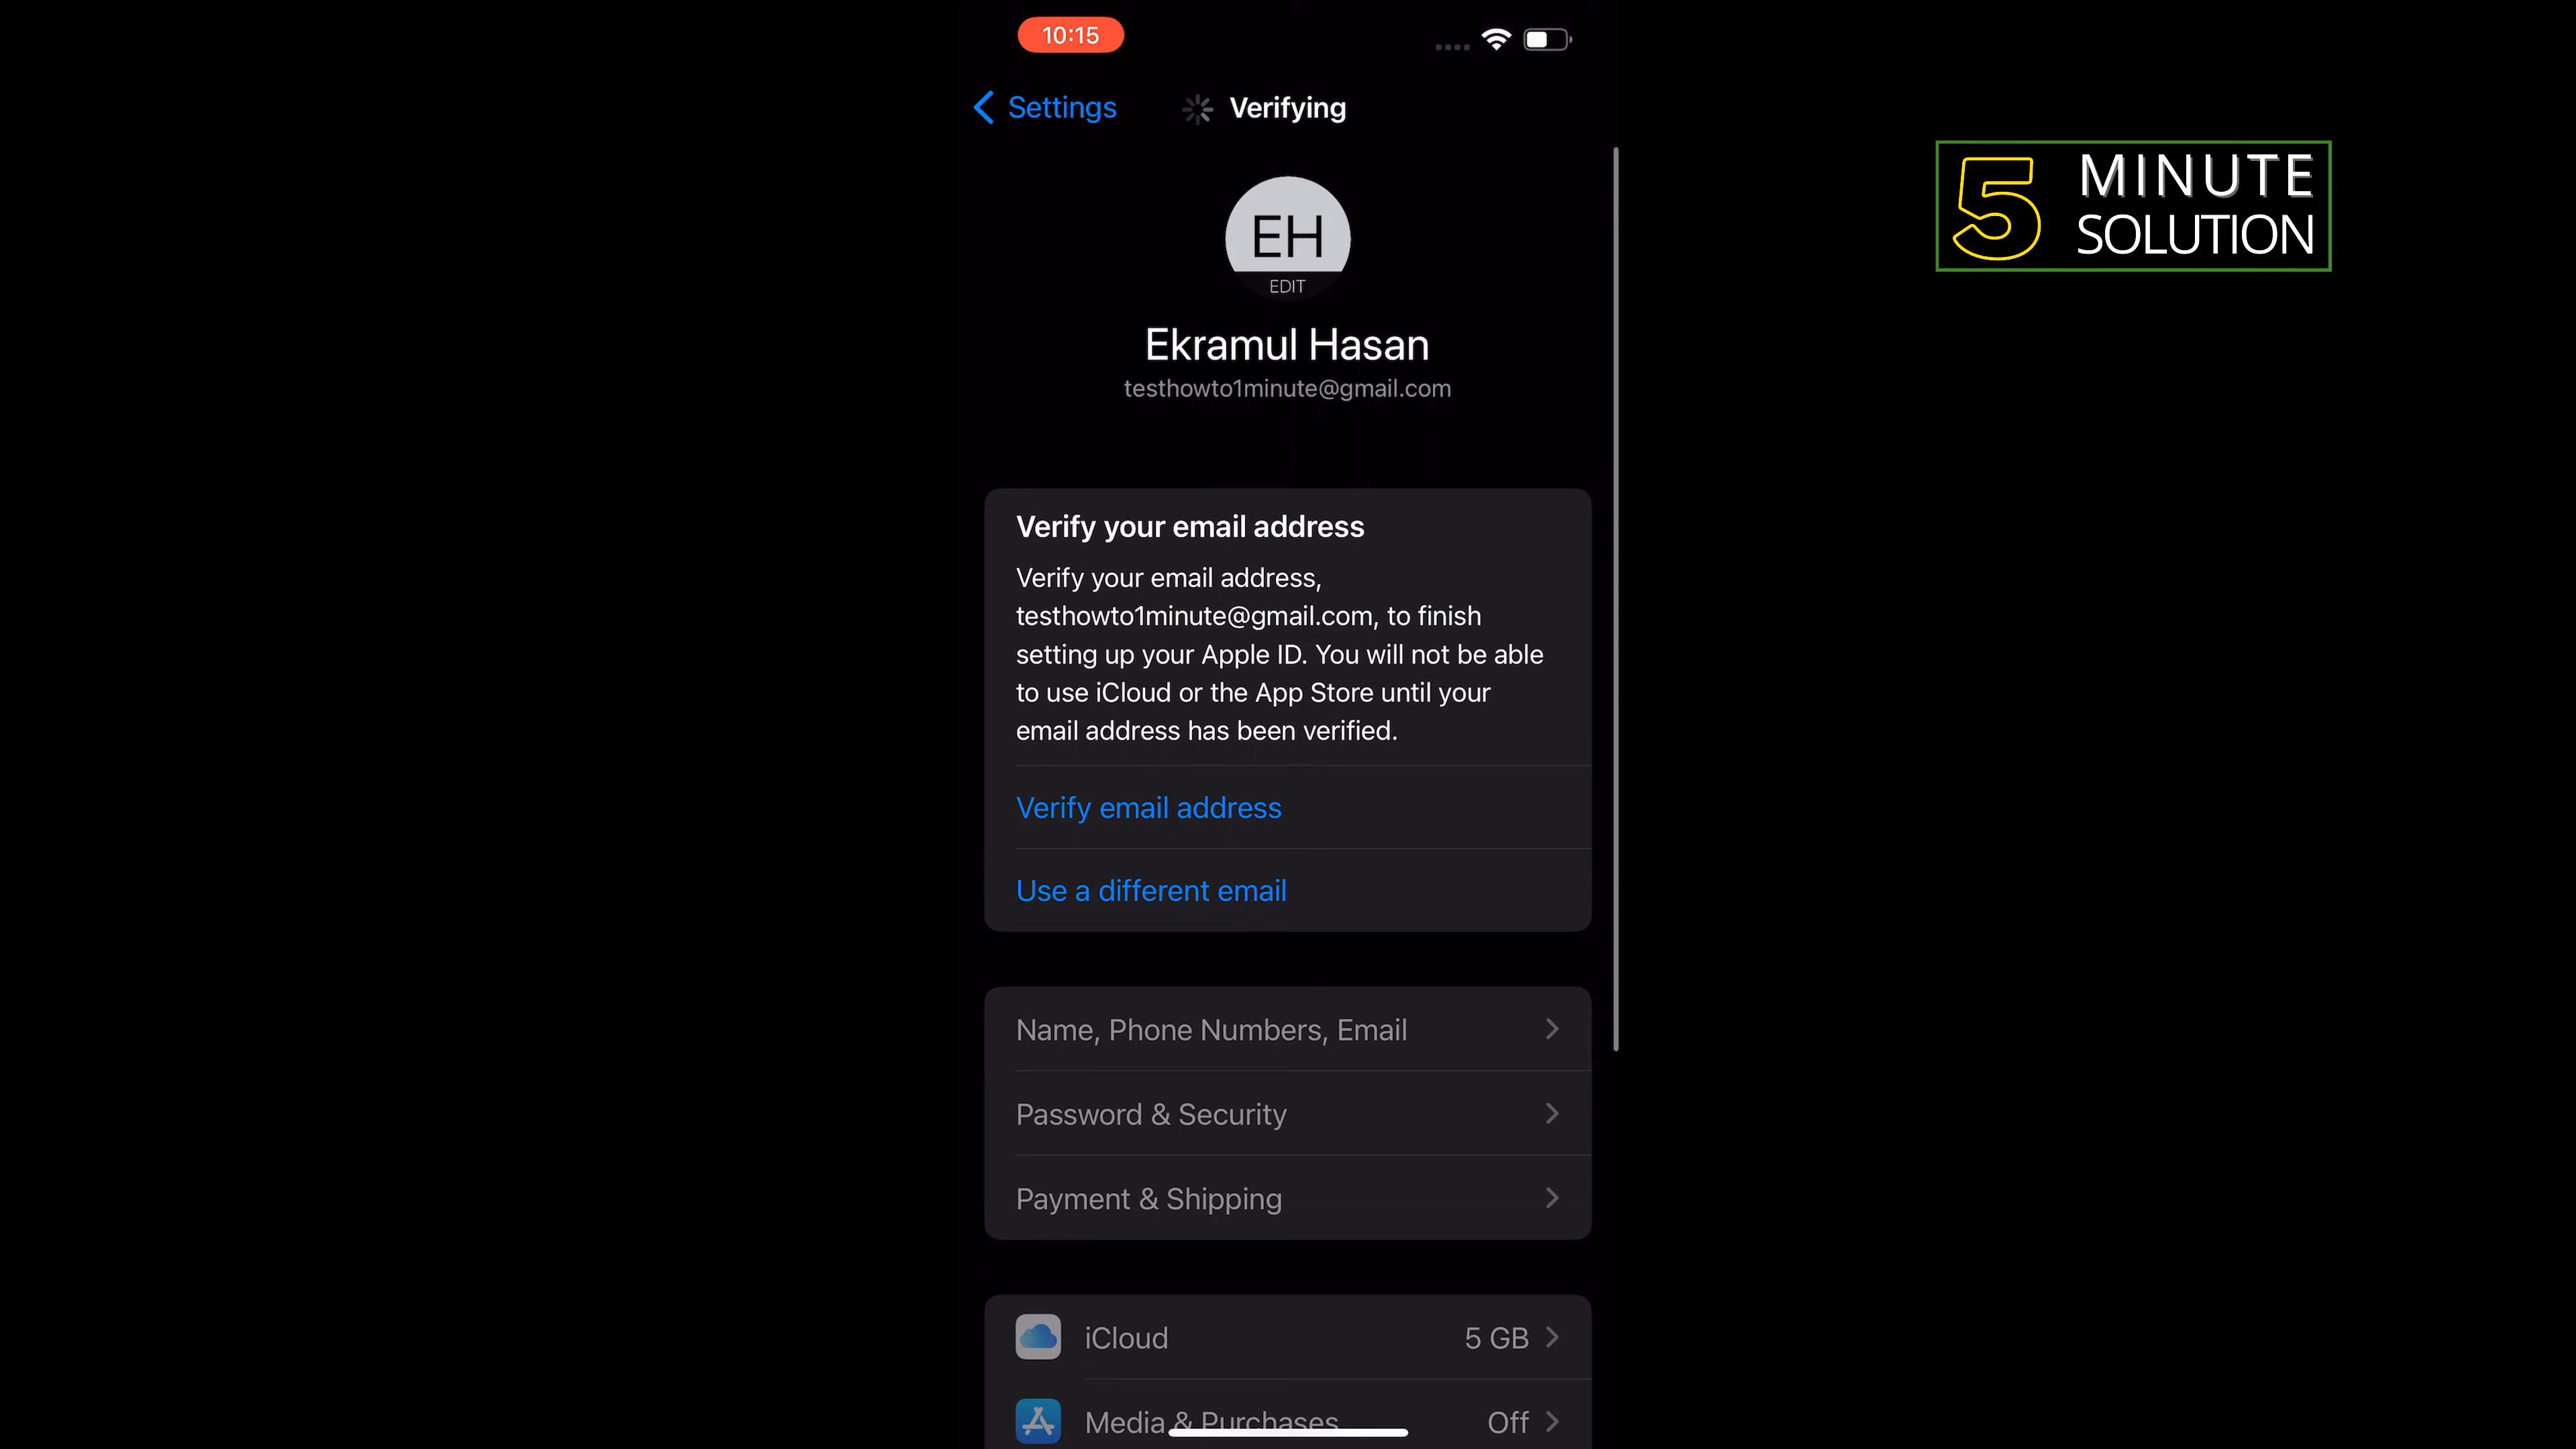 10:15
Settings
Verifying
5 MINUTE
SOLUTION
EH
EDIT
Ekramul Hasan
testhowto1minute@gmail.com
Verify your email address
Verify your email address,
testhowto1minute@gmail.com, to finish
setting up your Apple ID. You will not be able
to use iCloud or the App Store until your
email address has been verified.
Verify email address
Use a different email
Name, Phone Numbers, Email
Password & Security
Payment & Shipping
iCloud 5 GB
Media & Purchases Off